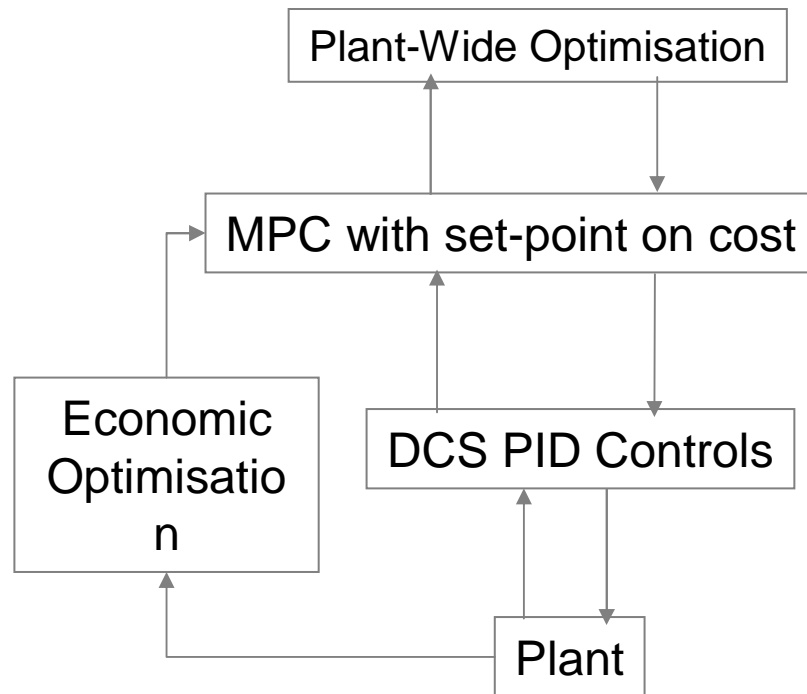 Plant-Wide Optimisation
MPC with set-point on cost
Economic
Optimisatio
n
DCS PID Controls
Plant